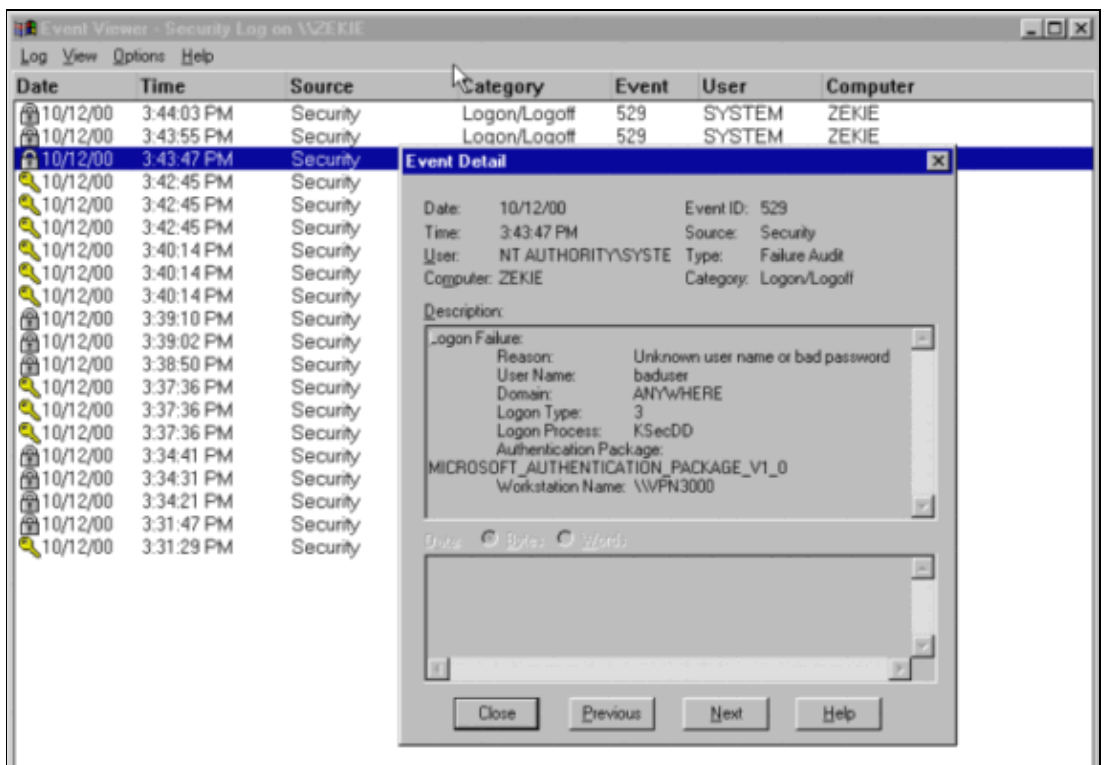 Event Viewer - Security Log on \\ZEKIE
Log View Options Help
Date Time Source Category Event User Computer
10/12/00 3:44:03 PM Security Logon/Logoff 529 SYSTEM ZEKIE
10/12/00 3:43:55 PM Security Logon/Logoff 529 SYSTEM ZEKIE
10/12/00 3:43:47 PM Security
10/12/00 3:42:45 PM Security
10/12/00 3:42:45 PM Security
10/12/00 3:42:45 PM Security
10/12/00 3:40:14 PM Security
10/12/00 3:40:14 PM Security
10/12/00 3:40:14 PM Security
10/12/00 3:39:10 PM Security
10/12/00 3:39:02 PM Security
10/12/00 3:38:50 PM Security
10/12/00 3:37:36 PM Security
10/12/00 3:37:36 PM Security
10/12/00 3:37:36 PM Security
10/12/00 3:34:41 PM Security
10/12/00 3:34:31 PM Security
10/12/00 3:34:21 PM Security
10/12/00 3:31:47 PM Security
10/12/00 3:31:29 PM Security
Event Detail
Date: 10/12/00 Event ID: 529
Time: 3:43:47 PM Source: Security
User: NT AUTHORITY\SYSTE Type: Failure Audit
Computer: ZEKIE Category: Logon/Logoff
Description:
Logon Failure:
Reason: Unknown user name or bad password
User Name: baduser
Domain: ANYWHERE
Logon Type: 3
Logon Process: KSecDD
Authentication Package:
MICROSOFT_AUTHENTICATION_PACKAGE_V1_0
Workstation Name: \\VPN3000
Data: Bytes Words
Close Previous Next Help